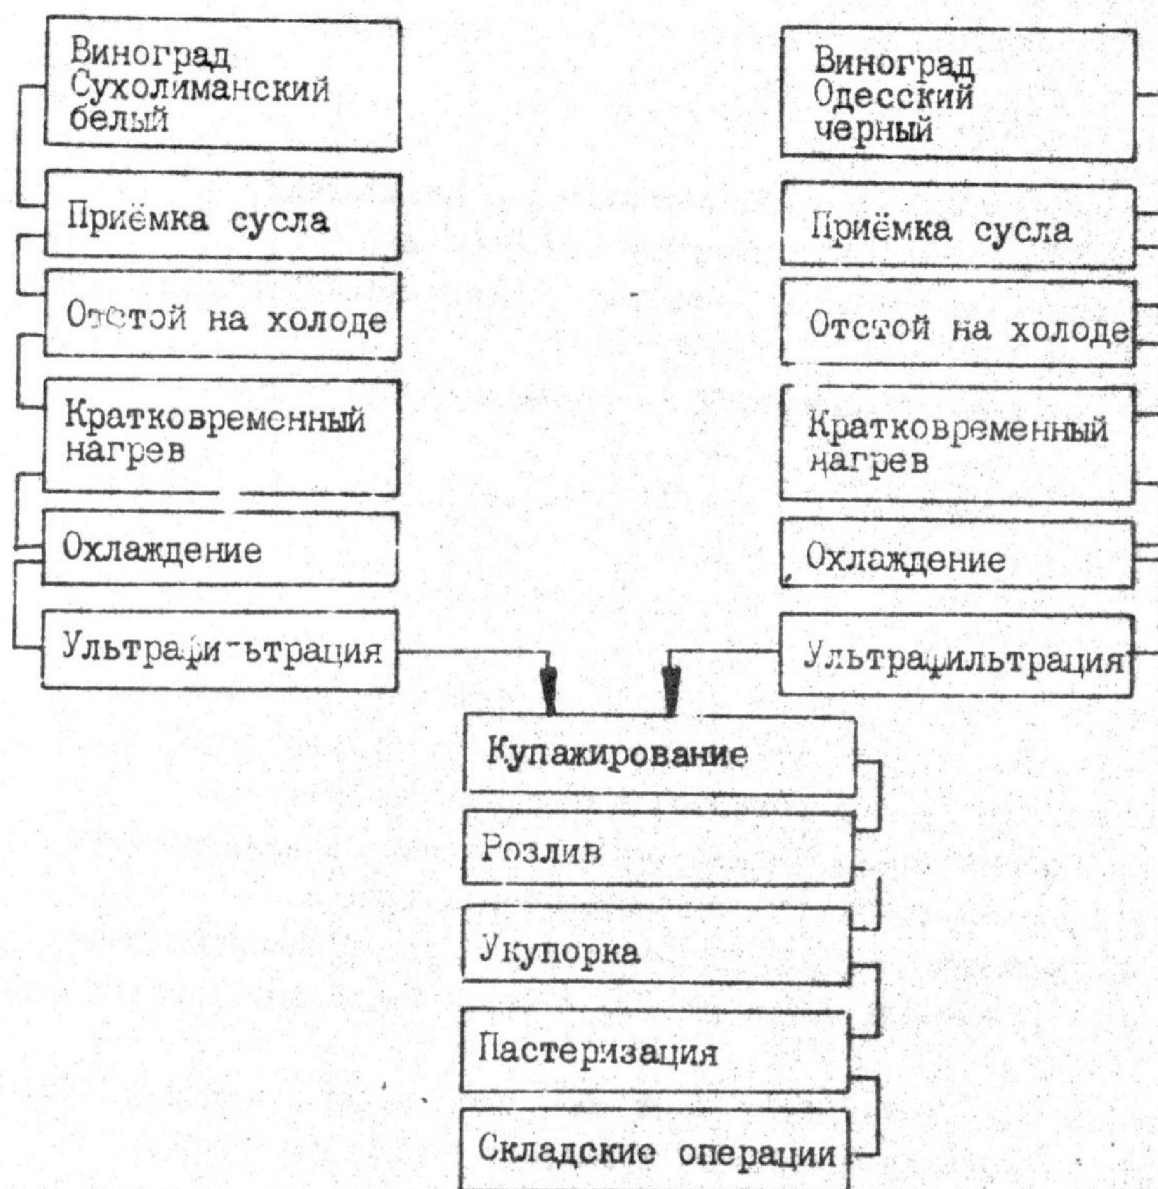 Виноград
Сухолиманский
белый
Приёмка сусла
Отстой на холоде
Кратковременный
нагрев
Охлаждение
Ультрафильтрация
Виноград
Одесский
черный
Приёмка сусла
Отстой на холоде
Кратковременный
нагрев
Охлаждение
Ультрафильтрация
Купажирование
Розлив
Укупорка
Пастеризация
Складские операции